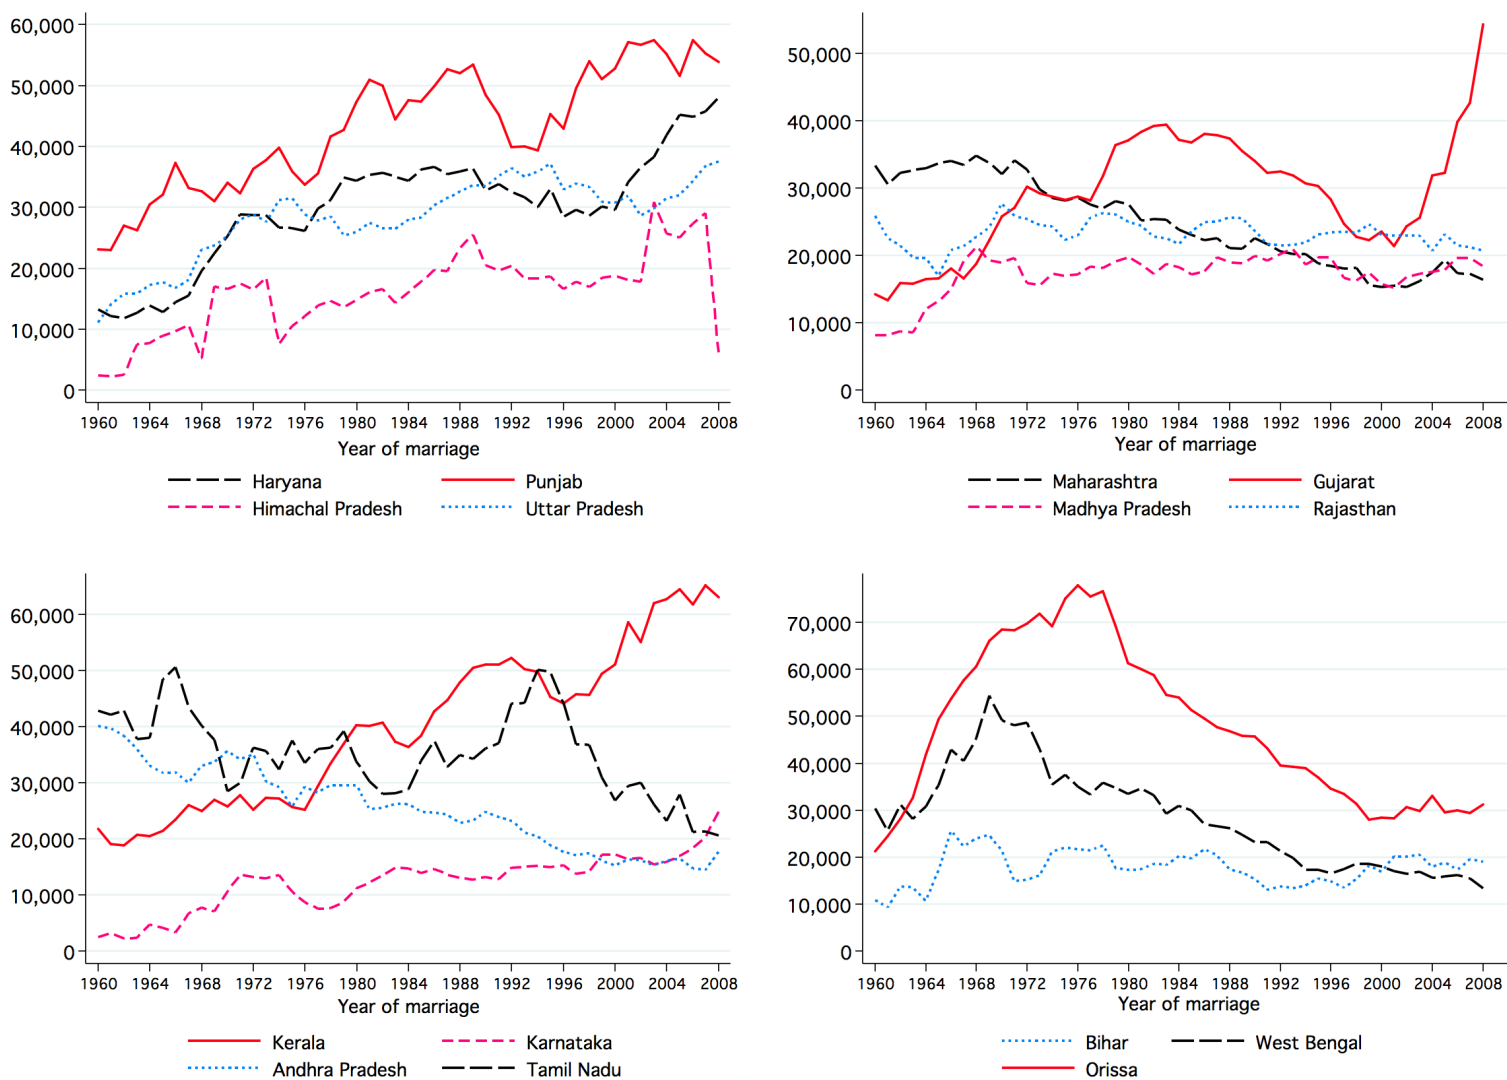 60,000
50,000
40,000
30,000
20,000
10,000
0
1960 1964 1968 1972 1976 1980 1984 1988 1992 1996 2000 2004 2008
Year of marriage
Haryana Punjab
Himachal Pradesh Uttar Pradesh
50,000
40,000
30,000
20,000
10,000
0
1960 1964 1968 1972 1976 1980 1984 1988 1992 1996 2000 2004 2008
Year of marriage
Maharashtra Gujarat
Madhya Pradesh Rajasthan
60,000
50,000
40,000
30,000
20,000
10,000
0
1960 1964 1968 1972 1976 1980 1984 1988 1992 1996 2000 2004 2008
Year of marriage
Kerala Karnataka
Andhra Pradesh Tamil Nadu
70,000
60,000
50,000
40,000
30,000
20,000
10,000
0
1960 1964 1968 1972 1976 1980 1984 1988 1992 1996 2000 2004 2008
Year of marriage
Bihar West Bengal
Orissa